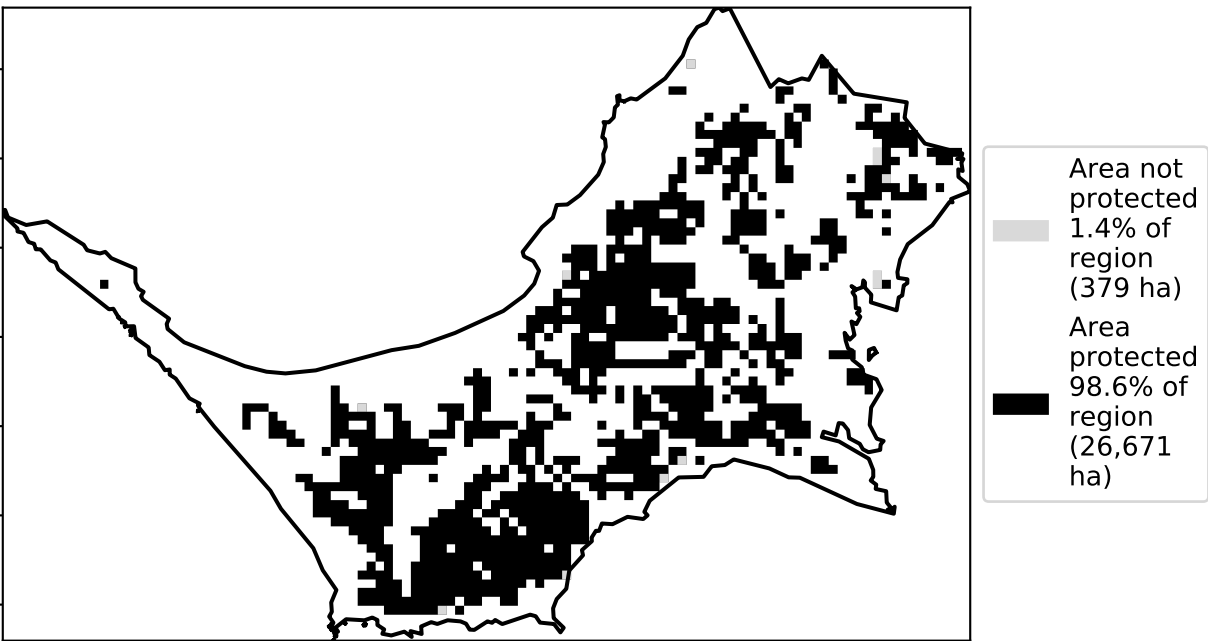 Area not
protected
1.4% of
region
(379 ha)
Area
protected
98.6% of
region
(26,671
ha)